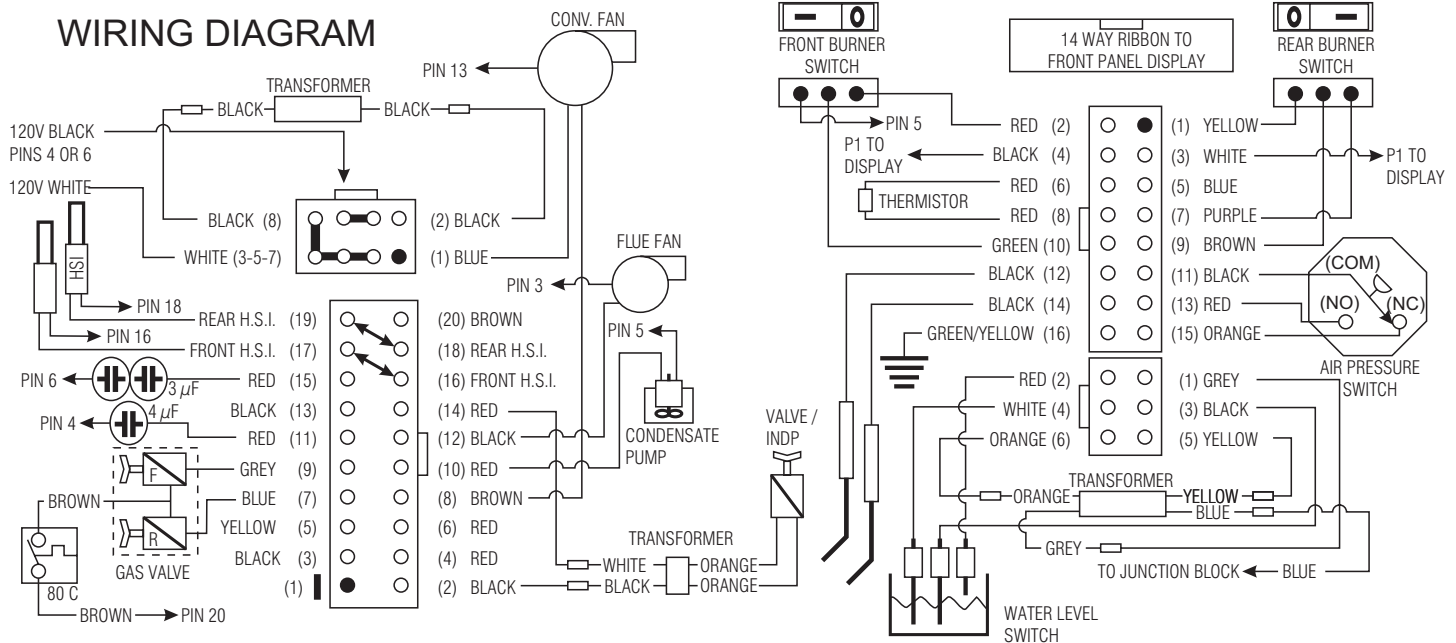 WIRING DIAGRAM
CONV. FAN
PIN 13
TRANSFORMER
BLACK
BLACK
120V BLACK
PINS 4 OR 6
120V WHITE
BLACK (8)
(2) BLACK
WHITE (3-5-7)
(1) BLUE
HSI
PIN 18
PIN 16
FLUE FAN
PIN 3
PIN 5
CONDENSATE
PUMP
REAR H.S.I. (19)
(20) BROWN
FRONT H.S.I. (17)
(18) REAR H.S.I.
PIN 6
3 µF
RED (15)
(16) FRONT H.S.I.
BLACK (13)
(14) RED
PIN 4
4 µF
RED (11)
(12) BLACK
GREY (9)
(10) RED
BLUE (7)
(8) BROWN
YELLOW (5)
(6) RED
BLACK (3)
(4) RED
(1)
(2) BLACK
F
R
GAS VALVE
BROWN
80 C
BROWN
PIN 20
TRANSFORMER
WHITE
ORANGE
BLACK
ORANGE
VALVE /
INDP
FRONT BURNER
SWITCH
14 WAY RIBBON TO
FRONT PANEL DISPLAY
REAR BURNER
SWITCH
PIN 5
P1 TO
DISPLAY
P1 TO
DISPLAY
THERMISTOR
RED (2)
(1) YELLOW
BLACK (4)
(3) WHITE
RED (6)
(5) BLUE
RED (8)
(7) PURPLE
GREEN (10)
(9) BROWN
BLACK (12)
(11) BLACK
BLACK (14)
(13) RED
GREEN/YELLOW (16)
(15) ORANGE
(COM)
(NO)
(NC)
AIR PRESSURE
SWITCH
RED (2)
(1) GREY
WHITE (4)
(3) BLACK
ORANGE (6)
(5) YELLOW
TRANSFORMER
ORANGE
YELLOW
BLUE
GREY
TO JUNCTION BLOCK
BLUE
WATER LEVEL
SWITCH